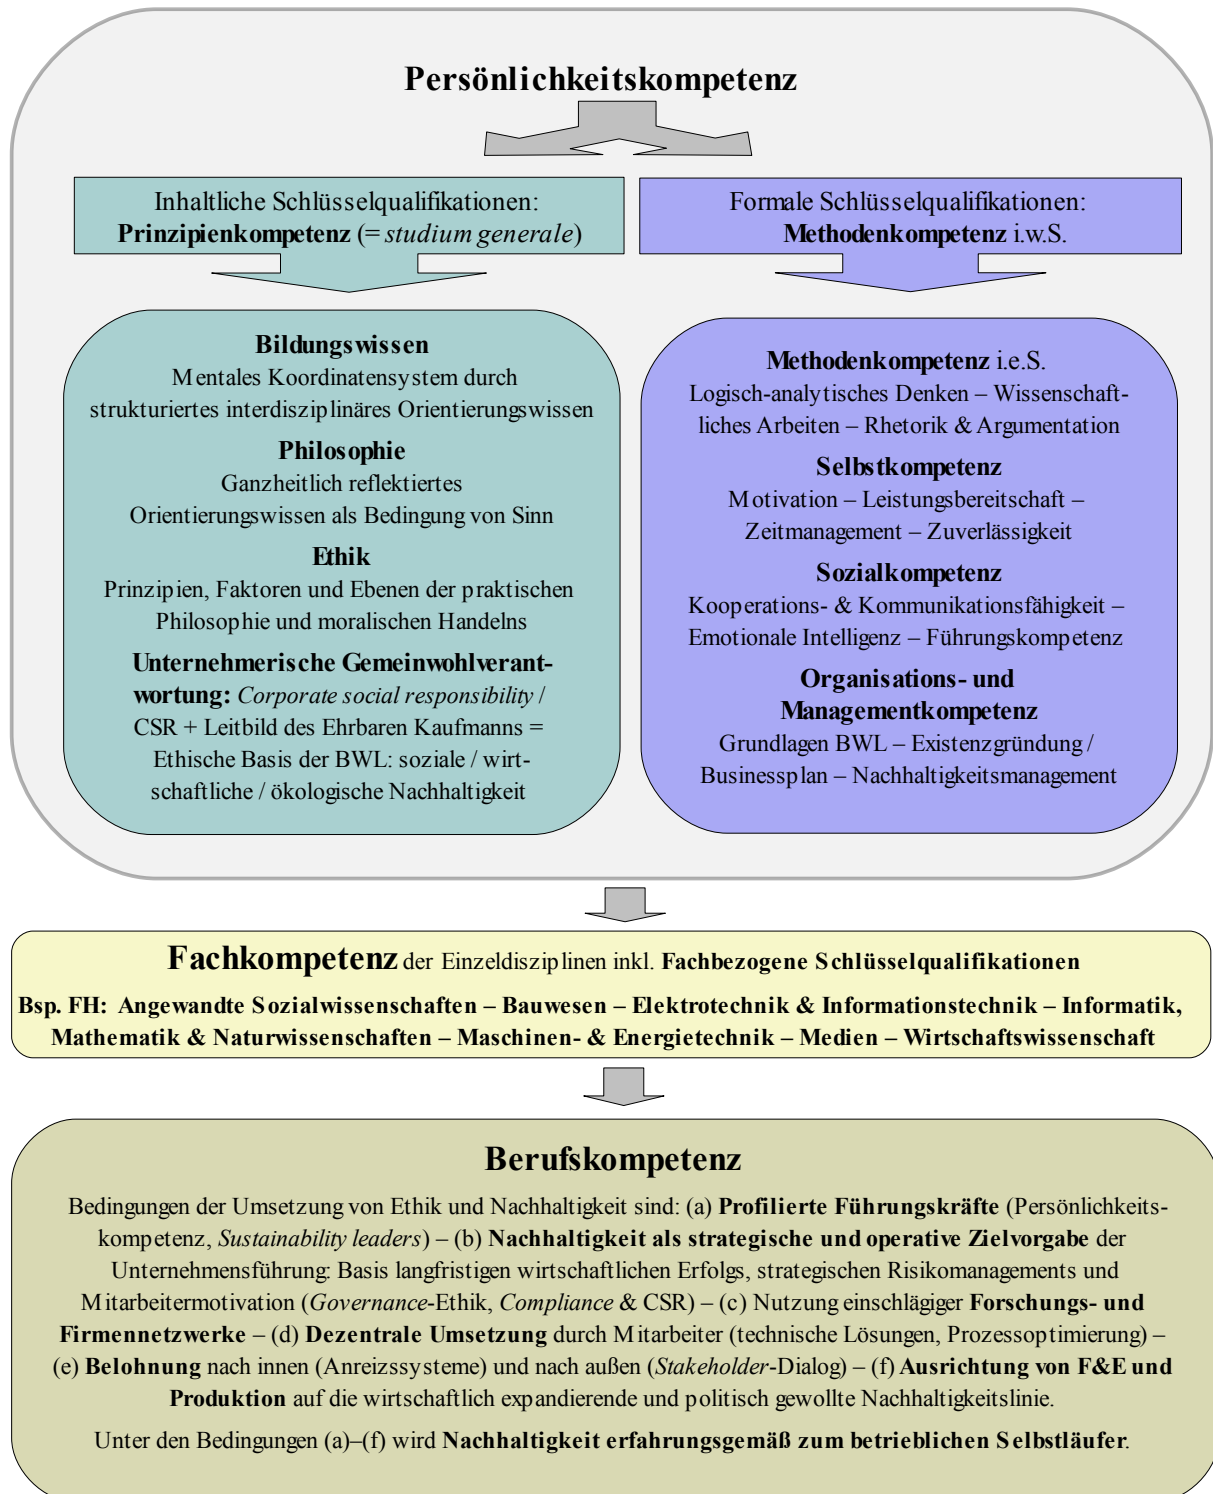 Persönlichkeitskompetenz
Inhaltliche Schlüsselqualifikationen:
Prinzipienkompetenz (= studium generale)
Formale Schlüsselqualifikationen:
Methodenkompetenz i.w.S.
Bildungswissen
Mentales Koordinatensystem durch
strukturiertes interdisziplinäres Orientierungswissen
Philosophie
Ganzheitlich reflektiertes
Orientierungswissen als Bedingung von Sinn
Ethik
Prinzipien, Faktoren und Ebenen der praktischen
Philosophie und moralischen Handelns
Unternehmerische Gemeinwohlverant-
wortung: Corporate social responsibility /
CSR + Leitbild des Ehrbaren Kaufmanns =
Ethische Basis der BWL: soziale / wirt-
schaftliche / ökologische Nachhaltigkeit
Methodenkompetenz i.e.S.
Logisch-analytisches Denken – Wissenschaft-
liches Arbeiten – Rhetorik & Argumentation
Selbstkompetenz
Motivation – Leistungsbereitschaft –
Zeitmanagement – Zuverlässigkeit
Sozialkompetenz
Kooperations- & Kommunikationsfähigkeit –
Emotionale Intelligenz – Führungskompetenz
Organisations- und
Managementkompetenz
Grundlagen BWL – Existenzgründung /
Businessplan – Nachhaltigkeitsmanagement
Fachkompetenz der Einzeldisziplinen inkl. Fachbezogene Schlüsselqualifikationen
Bsp. FH: Angewandte Sozialwissenschaften – Bauwesen – Elektrotechnik & Informationstechnik – Informatik,
Mathematik & Naturwissenschaften – Maschinen- & Energietechnik – Medien – Wirtschaftswissenschaft
Berufskompetenz
Bedingungen der Umsetzung von Ethik und Nachhaltigkeit sind: (a) Profilierte Führungskräfte (Persönlichkeits-
kompetenz, Sustainability leaders) – (b) Nachhaltigkeit als strategische und operative Zielvorgabe der
Unternehmensführung: Basis langfristigen wirtschaftlichen Erfolgs, strategischen Risikomanagements und
Mitarbeitermotivation (Governance-Ethik, Compliance & CSR) – (c) Nutzung einschlägiger Forschungs- und
Firmennetzwerke – (d) Dezentrale Umsetzung durch Mitarbeiter (technische Lösungen, Prozessoptimierung) –
(e) Belohnung nach innen (Anreizssysteme) und nach außen (Stakeholder-Dialog) – (f) Ausrichtung von F&E und
Produktion auf die wirtschaftlich expandierende und politisch gewollte Nachhaltigkeitslinie.
Unter den Bedingungen (a)–(f) wird Nachhaltigkeit erfahrungsgemäß zum betrieblichen Selbstläufer.